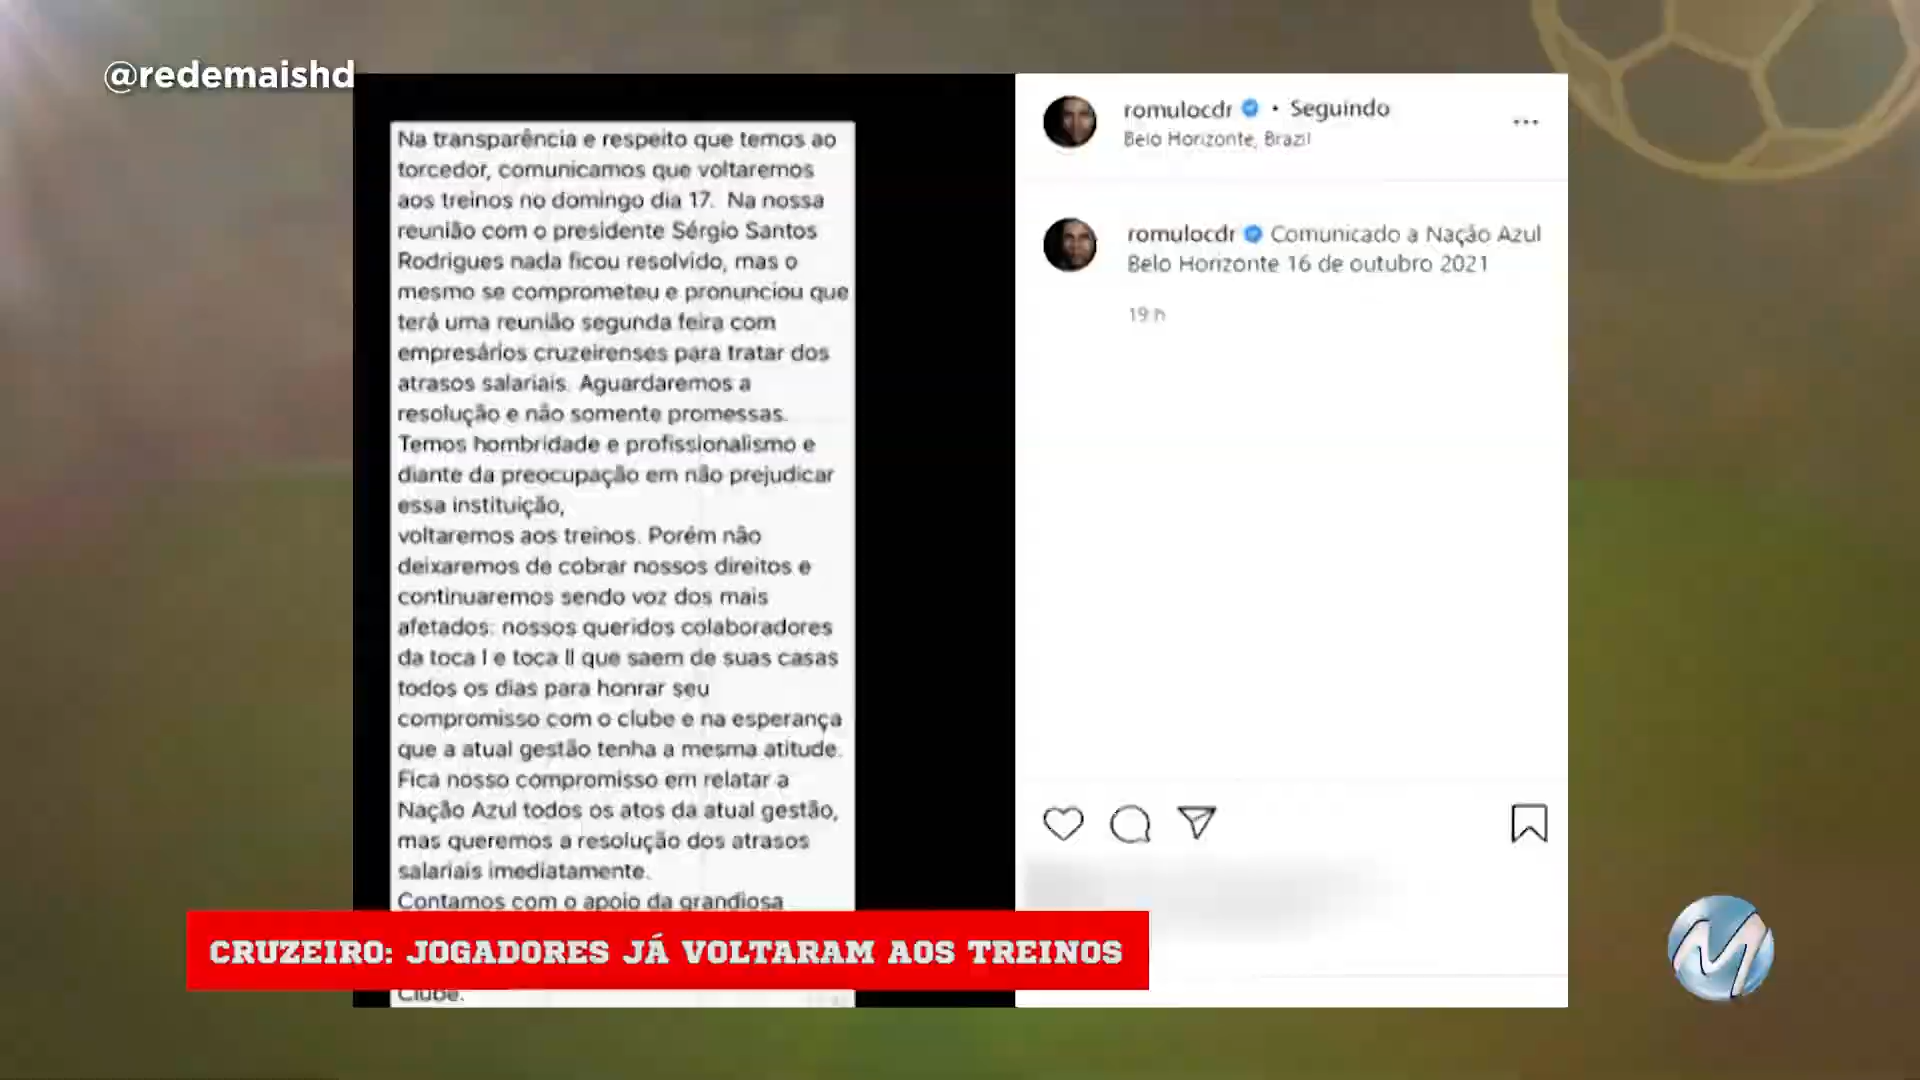 @redemaishd
Na transparência e respeito que temos ao
torcedor, comunicamos que voltaremos
aos treinos no domingo dia 17. Na nossa
reunião com o presidente Sérgio Santos
Rodrigues nada ficou resolvido, mas o
mesmo se comprometeu e pronunciou que
terá uma reunião segunda feira com
empresários cruzeirenses para tratar dos
atrasos salariais. Aguardaremos a
resolução e não somente promessas.
Temos hombridade e profissionalismo e
diante da preocupação em não prejudicar
essa instituição,
voltaremos aos treinos. Porém não
deixaremos de cobrar nossos direitos e
continuaremos sendo voz dos mais
afetados: nossos queridos colaboradores
da toca I e toca II que saem de suas casas
todos os dias para honrar seu
compromisso com o clube e na esperança
que a atual gestão tenha a mesma atitude.
Fica nosso compromisso em relatar a
Nação Azul todos os atos da atual gestão,
mas queremos a resolução dos atrasos
salariais imediatamente.
Contamos com o apoio da grandiosa
Clube.
romulocdr • Seguindo
Belo Horizonte, Brazil
romulocdr Comunicado a Nação Azul
Belo Horizonte 16 de outubro 2021
19 h
CRUZEIRO: JOGADORES JÁ VOLTARAM AOS TREINOS
M